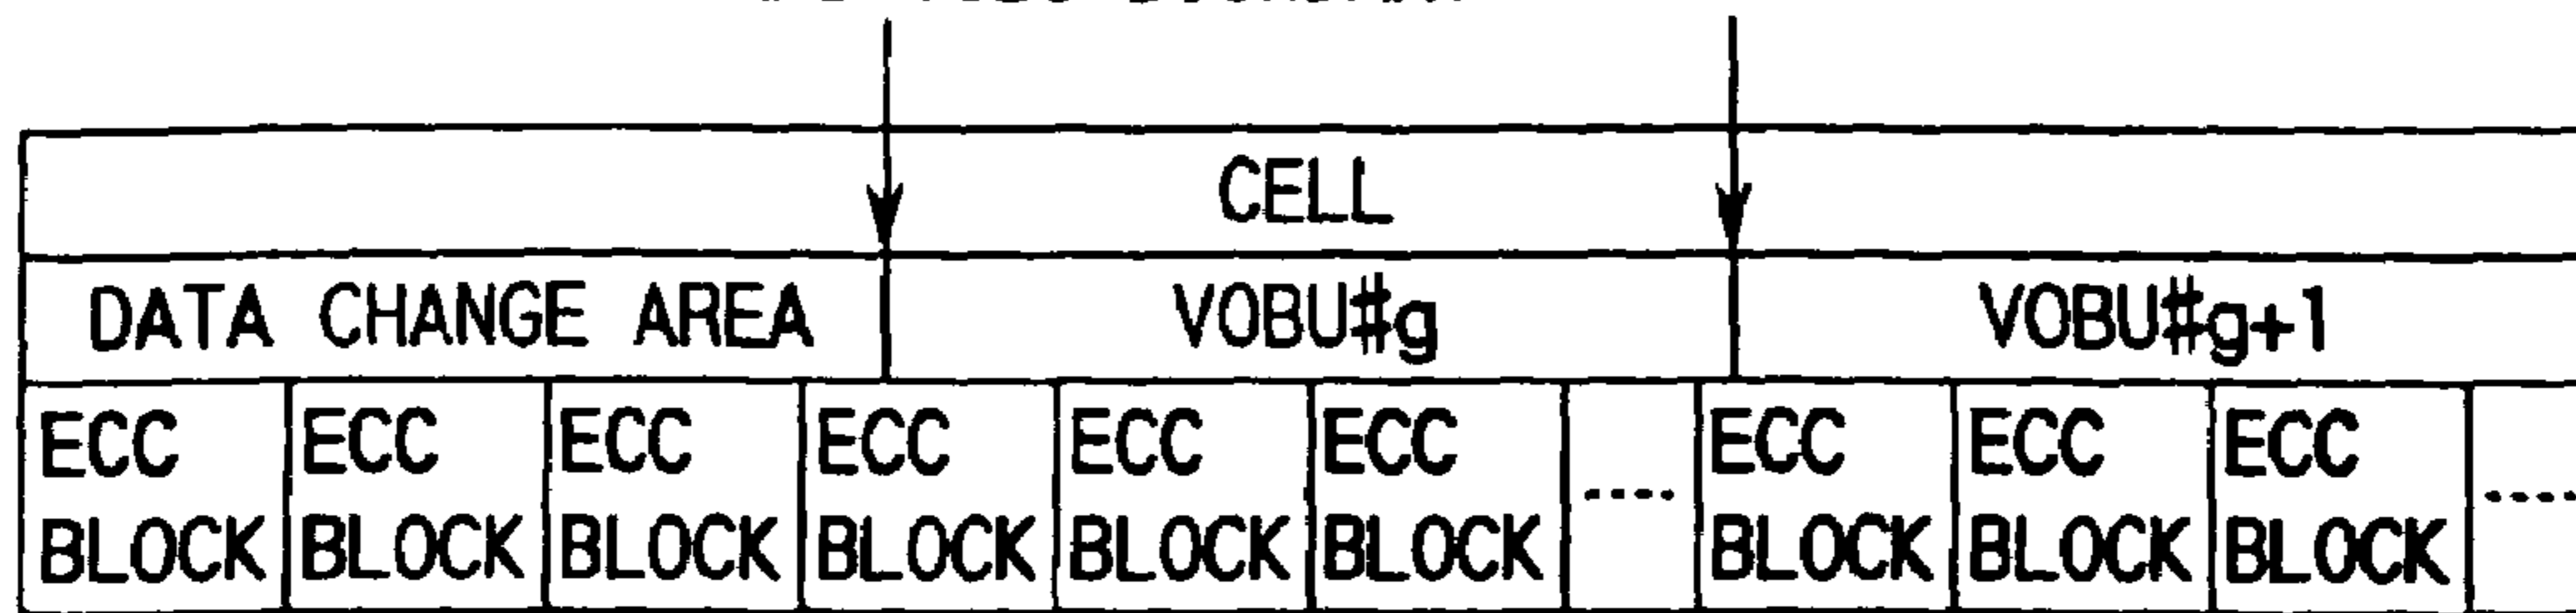 CELL
DATA CHANGE AREA VOBU#g VOBU#g+1
ECC ECC ECC ECC ECC ECC ECC ECC ECC
BLOCK BLOCK BLOCK BLOCK BLOCK BLOCK ..... BLOCK BLOCK BLOCK .....